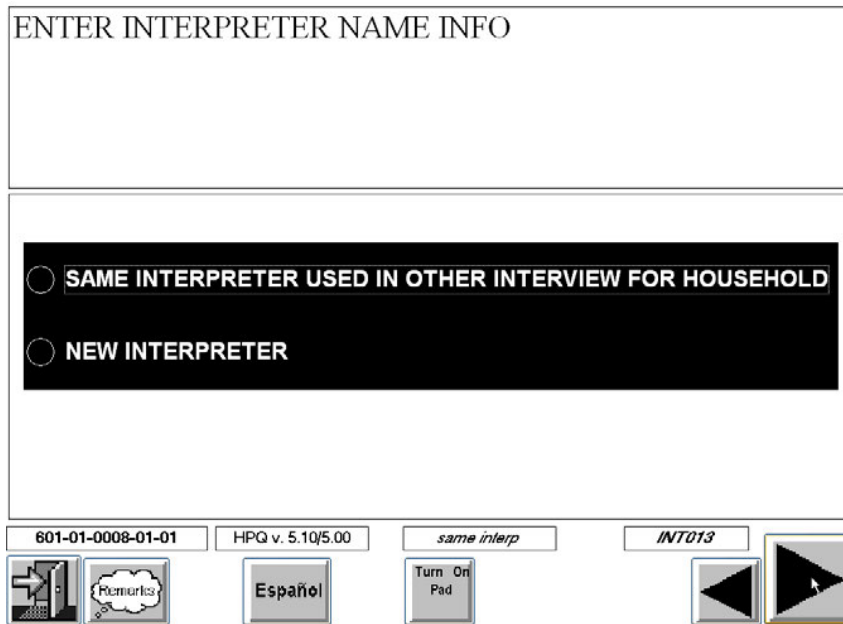 ENTER INTERPRETER NAME INFO
SAME INTERPRETER USED IN OTHER INTERVIEW FOR HOUSEHOLD
NEW INTERPRETER
601-01-0008-01-01 HPQ v. 5.10/5.00 same interp INT013
Remarks Español Turn On
Pad